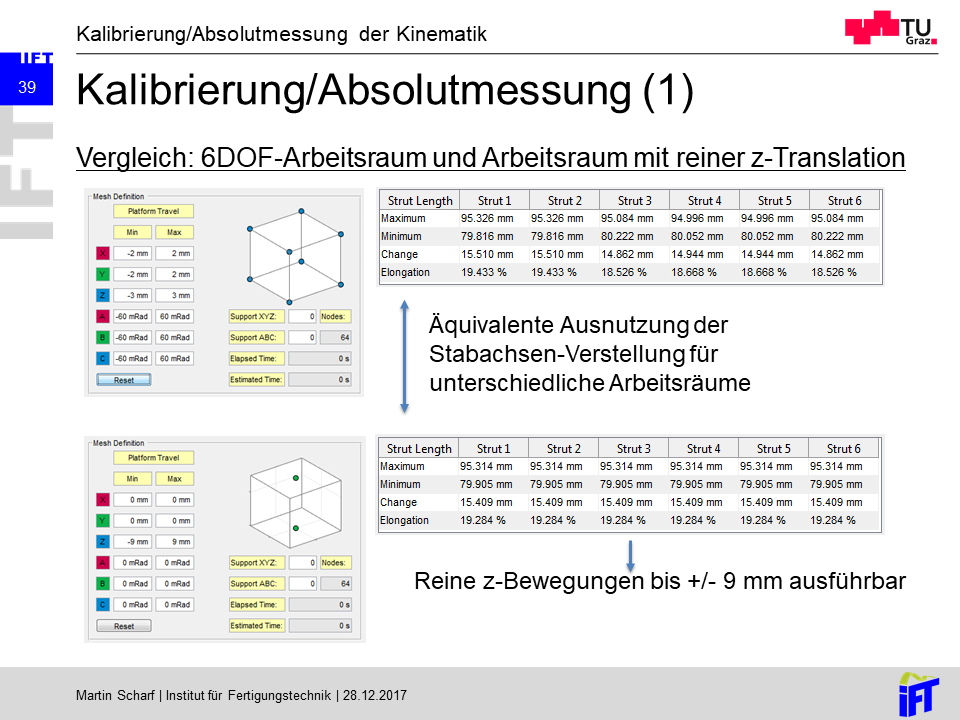 Kalibrierung/Absolutmessung der Kinematik
TU
Graz
IFT
39
IFT
Kalibrierung/Absolutmessung (1)
Vergleich: 6DOF-Arbeitsraum und Arbeitsraum mit reiner z-Translation
Mesh Definition
Platform Travel
Min Max
X -2 mm 2 mm
Y -2 mm 2 mm
Z -3 mm 3 mm
A -60 mRad 60 mRad
B -60 mRad 60 mRad
C -60 mRad 60 mRad
Reset
Support XYZ: 0 Nodes:
Support ABC: 0 64
Elapsed Time: 0 s
Estimated Time: 0 s
Strut Length Strut 1 Strut 2 Strut 3 Strut 4 Strut 5 Strut 6
Maximum 95.326 mm 95.326 mm 95.084 mm 94.996 mm 94.996 mm 95.084 mm
Minimum 79.816 mm 79.816 mm 80.222 mm 80.052 mm 80.052 mm 80.222 mm
Change 15.510 mm 15.510 mm 14.862 mm 14.944 mm 14.944 mm 14.862 mm
Elongation 19.433 % 19.433 % 18.526 % 18.668 % 18.668 % 18.526 %
Äquivalente Ausnutzung der
Stabachsen-Verstellung für
unterschiedliche Arbeitsräume
Mesh Definition
Platform Travel
Min Max
X 0 mm 0 mm
Y 0 mm 0 mm
Z -9 mm 9 mm
A 0 mRad 0 mRad
B 0 mRad 0 mRad
C 0 mRad 0 mRad
Reset
Support XYZ: 0 Nodes:
Support ABC: 0 64
Elapsed Time: 0 s
Estimated Time: 0 s
Strut Length Strut 1 Strut 2 Strut 3 Strut 4 Strut 5 Strut 6
Maximum 95.314 mm 95.314 mm 95.314 mm 95.314 mm 95.314 mm 95.314 mm
Minimum 79.905 mm 79.905 mm 79.905 mm 79.905 mm 79.905 mm 79.905 mm
Change 15.409 mm 15.409 mm 15.409 mm 15.409 mm 15.409 mm 15.409 mm
Elongation 19.284 % 19.284 % 19.284 % 19.284 % 19.284 % 19.284 %
Reine z-Bewegungen bis +/- 9 mm ausführbar
Martin Scharf | Institut für Fertigungstechnik | 28.12.2017
iFT